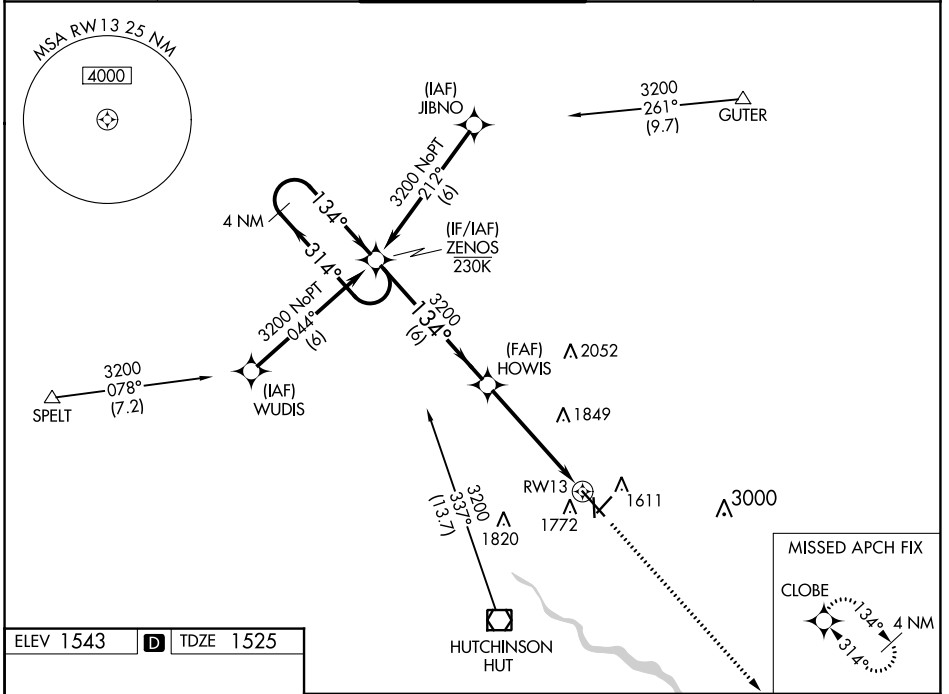 MSA RW13 25 NM
4000
(IAF)
JIBNO
3200
261°
(9.7)
GUTER
3200 NoPT
212°
(6)
4 NM
134°
314°
(IF/IAF)
ZENOS
230K
3200 NoPT
044°
(6)
3200
134°
(6)
3200
078°
(7.2)
SPELT
(IAF)
WUDIS
(FAF)
HOWIS
2052
1849
RW13
1611
1772
3000
3200
337°
(13.7)
1820
HUTCHINSON
HUT
MISSED APCH FIX
CLOBE
134°
4 NM
314°
ELEV 1543 D TDZE 1525